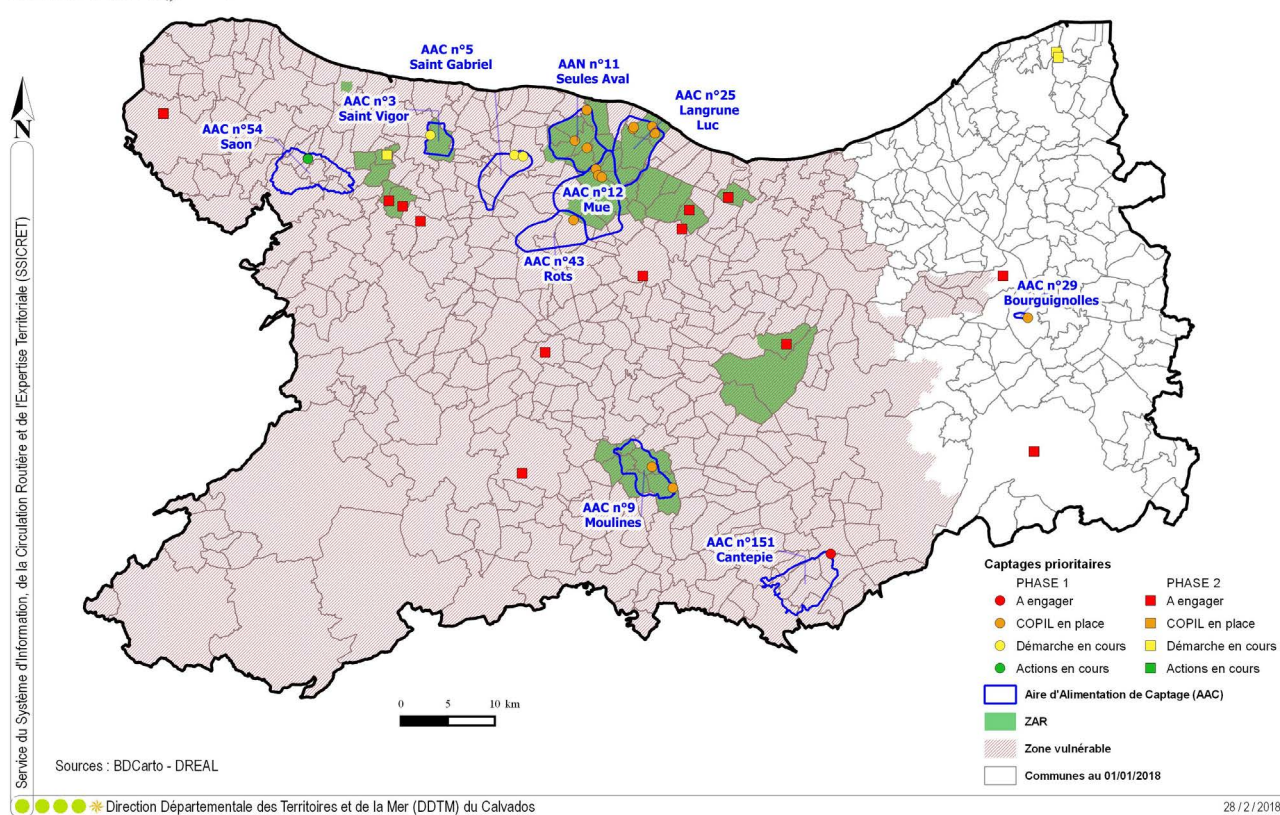 AAC n°5
Saint Gabriel
AAN n°11
Seules Aval
AAC n°25
Langrune
Luc
AAC n°3
Saint Vigor
AAC n°54
Saon
N
AAC n°12
Mue
AAC n°43
Rots
AAC n°29
Bourguignolles
AAC n°9
Moulines
AAC n°151
Cantepie
Captages prioritaires
PHASE 1
PHASE 2
A engager
A engager
COPIL en place
COPIL en place
Démarche en cours
Démarche en cours
Actions en cours
Actions en cours
Aire d'Alimentation de Captage (AAC)
ZAR
Zone vulnérable
Communes au 01/01/2018
0 5 10 km
Sources : BDCarto - DREAL
Service du Système d'Information, de la Circulation Routière et de l'Expertise Territoriale (SSICRET)
Direction Départementale des Territoires et de la Mer (DDTM) du Calvados
28 / 2 / 2018